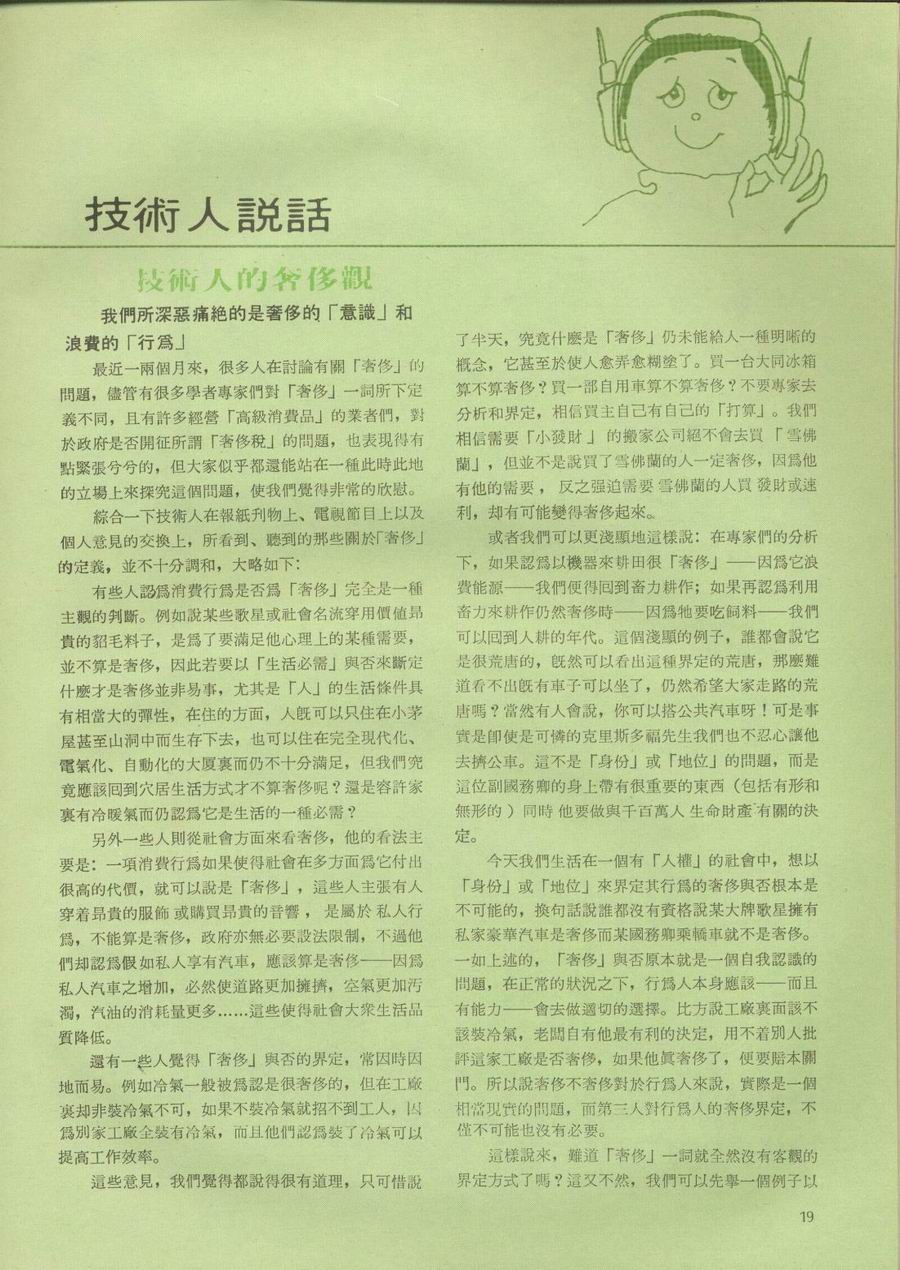 技術人説話
技術人的奢侈觀
我們所深惡痛絕的是奢侈的「意識」和
浪費的「行爲」
最近一兩個月來，很多人在討論有關「奢侈」的
問題，儘管有很多學者專家們對「奢侈」一詞所下定
義不同，且有許多經營「高級消費品」的業者們，對
於政府是否開征所謂「奢侈稅」的問題，也表現得有
點緊張兮兮的，但大家似乎都還能站在一種此時此地
的立場上來探究這個問題，使我們覺得非常的欣慰。
綜合一下技術人在報紙刋物上、電視節目上以及
個人意見的交換上，所看到、聽到的那些關於「奢侈」
的定義，並不十分調和，大略如下：
有些人認爲消費行爲是否爲「奢侈」完全是一種
主觀的判斷。例如說某些歌星或社會名流穿用價値昻
貴的貂毛料子，是爲了要滿足他心理上的某種需要，
並不算是奢侈，因此若要以「生活必需」與否來斷定
什麽才是奢侈並非易事，尤其是「人」的生活條件具
有相當大的彈性，在住的方面，人旣可以只住在小茅
屋甚至山洞中而生存下去，也可以住在完全現代化、
電氣化、自動化的大厦裏而仍不十分滿足，但我們究
竟應該囘到穴居生活方式才不算奢侈呢？還是容許家
裏有冷暖氣而仍認爲它是生活的一種必需？
另外一些人則從社會方面來看奢侈，他的看法主
要是：一項消費行爲如果使得社會在多方面爲它付出
很高的代價，就可以說是「奢侈」，這些人主張有人
穿着昻貴的服飾或購買昻貴的音響，是屬於私人行
爲，不能算是奢侈，政府亦無必要設法限制，不過他
們却認爲假如私人享有汽車，應該算是奢侈——因爲
私人汽車之增加，必然使道路更加擁擠，空氣更加汚
濁，汽油的消耗量更多……這些使得社會大衆生活品
質降低。
還有一些人覺得「奢侈」與否的界定，常因時因
地而易。例如冷氣一般被爲認是很奢侈的，但在工廠
裏却非裝冷氣不可，如果不裝冷氣就招不到工人，因
爲別家工廠全裝有冷氣，而且他們認爲裝了冷氣可以
提高工作效率。
這些意見，我們覺得都說得很有道理，只可惜說
了半天，究竟什麽是「奢侈」仍未能給人一種明晰的
概念，它甚至於使人愈弄愈糊塗了。買一台大同冰箱
算不算奢侈？買一部自用車算不算奢侈？不要專家去
分析和界定，相信買主自己有自己的「打算」。我們
相信需要「小發財」的搬家公司絕不會去買「雪佛
蘭」，但並不是說買了雪佛蘭的人一定奢侈，因爲他
有他的需要，反之强迫需要雪佛蘭的人買發財或速
利，却有可能變得奢侈起來。
或者我們可以更淺顯地這樣說：在專家們的分析
下，如果認爲以機器來耕田很「奢侈」——因爲它浪
費能源——我們便得囘到畜力耕作；如果再認爲利用
畜力來耕作仍然奢侈時——因爲牠要吃飼料——我們
可以囘到人耕的年代。這個淺顯的例子，誰都會說它
是很荒唐的，旣然可以看出這種界定的荒唐，那麽難
道看不出旣有車子可以坐了，仍然希望大家走路的荒
唐嗎？當然有人會說，你可以搭公共汽車呀！可是事
實是卽使是可憐的克里斯多福先生我們也不忍心讓他
去擠公車。這不是「身份」或「地位」的問題，而是
這位副國務卿的身上帶有很重要的東西（包括有形和
無形的）同時他要做與千百萬人生命財產有關的決
定。
今天我們生活在一個有「人權」的社會中，想以
「身份」或「地位」來界定其行爲的奢侈與否根本是
不可能的，換句話說誰都沒有資格說某大牌歌星擁有
私家豪華汽車是奢侈而某國務卿乘轎車就不是奢侈。
一如上述的，「奢侈」與否原本就是一個自我認識的
問題，在正常的狀況之下，行爲人本身應該——而且
有能力——會去做適切的選擇。比方說工廠裏面該不
該裝冷氣，老闆自有他最有利的決定，用不着別人批
評這家工廠是否奢侈，如果他眞奢侈了，便要賠本關
門。所以說奢侈不奢侈對於行爲人來說，實際是一個
相當現實的問題，而第三人對行爲人的奢侈界定，不
僅不可能也沒有必要。
這樣說來，難道「奢侈」一詞就全然沒有客觀的
界定方式了嗎？這又不然，我們可以先擧一個例子以
19